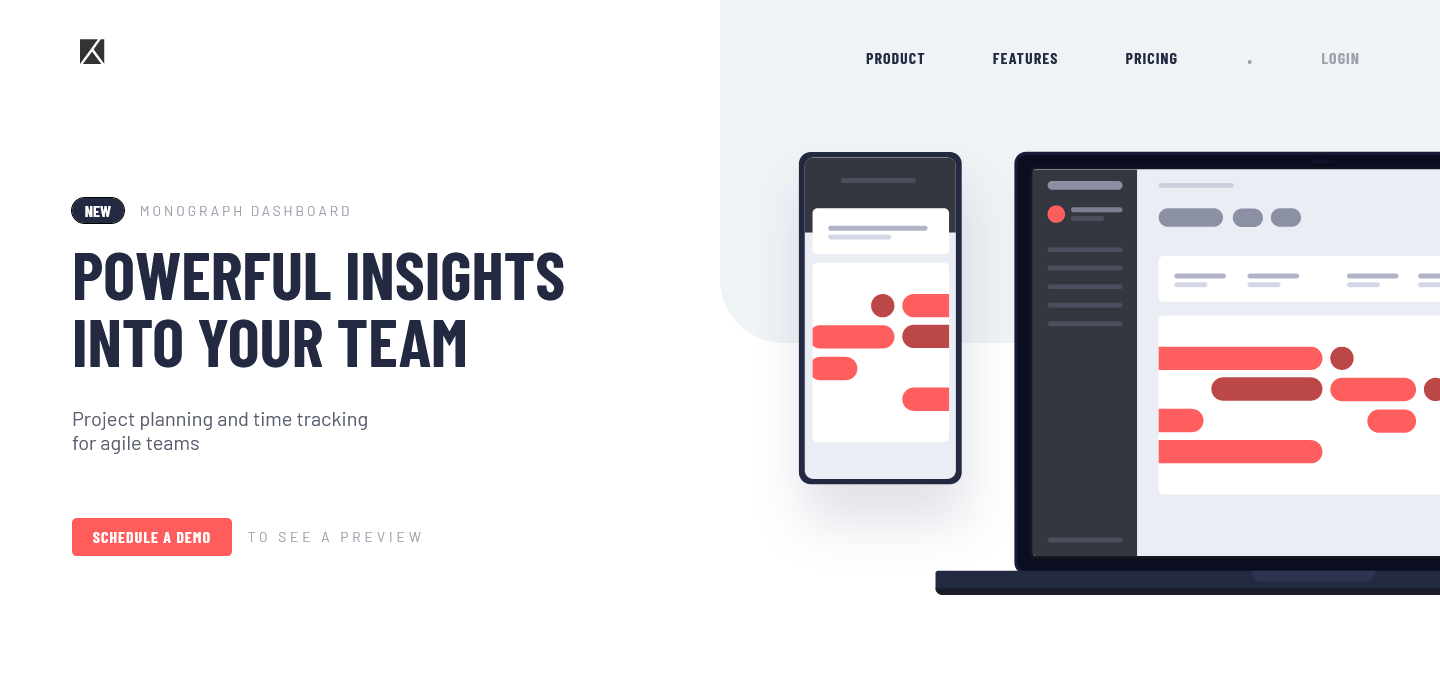 PRODUCT FEATURES PRICING . LOGIN
NEW MONOGRAPH DASHBOARD
POWERFUL INSIGHTS
INTO YOUR TEAM
Project planning and time tracking
for agile teams
SCHEDULE A DEMO TO SEE A PREVIEW